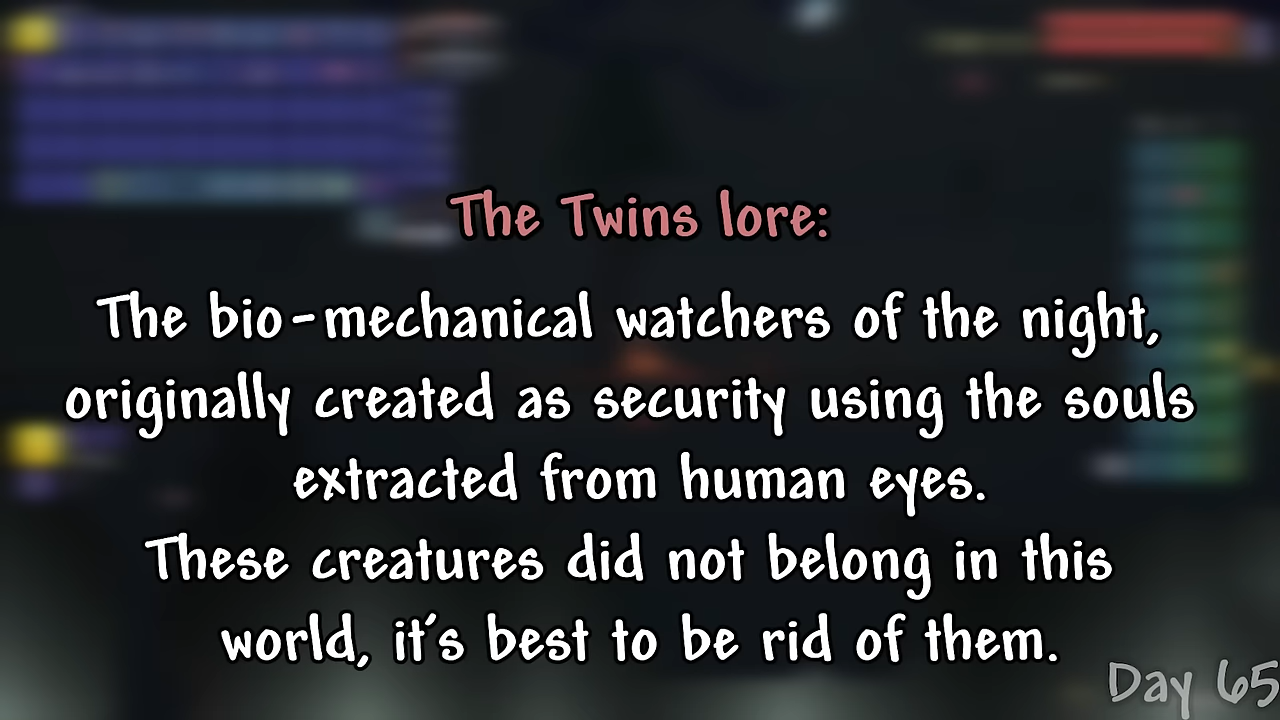 The Twins lore:
The bio-mechanical watchers of the night,
originally created as security using the souls
extracted from human eyes.
These creatures did not belong in this
world, it's best to be rid of them.
Day 65